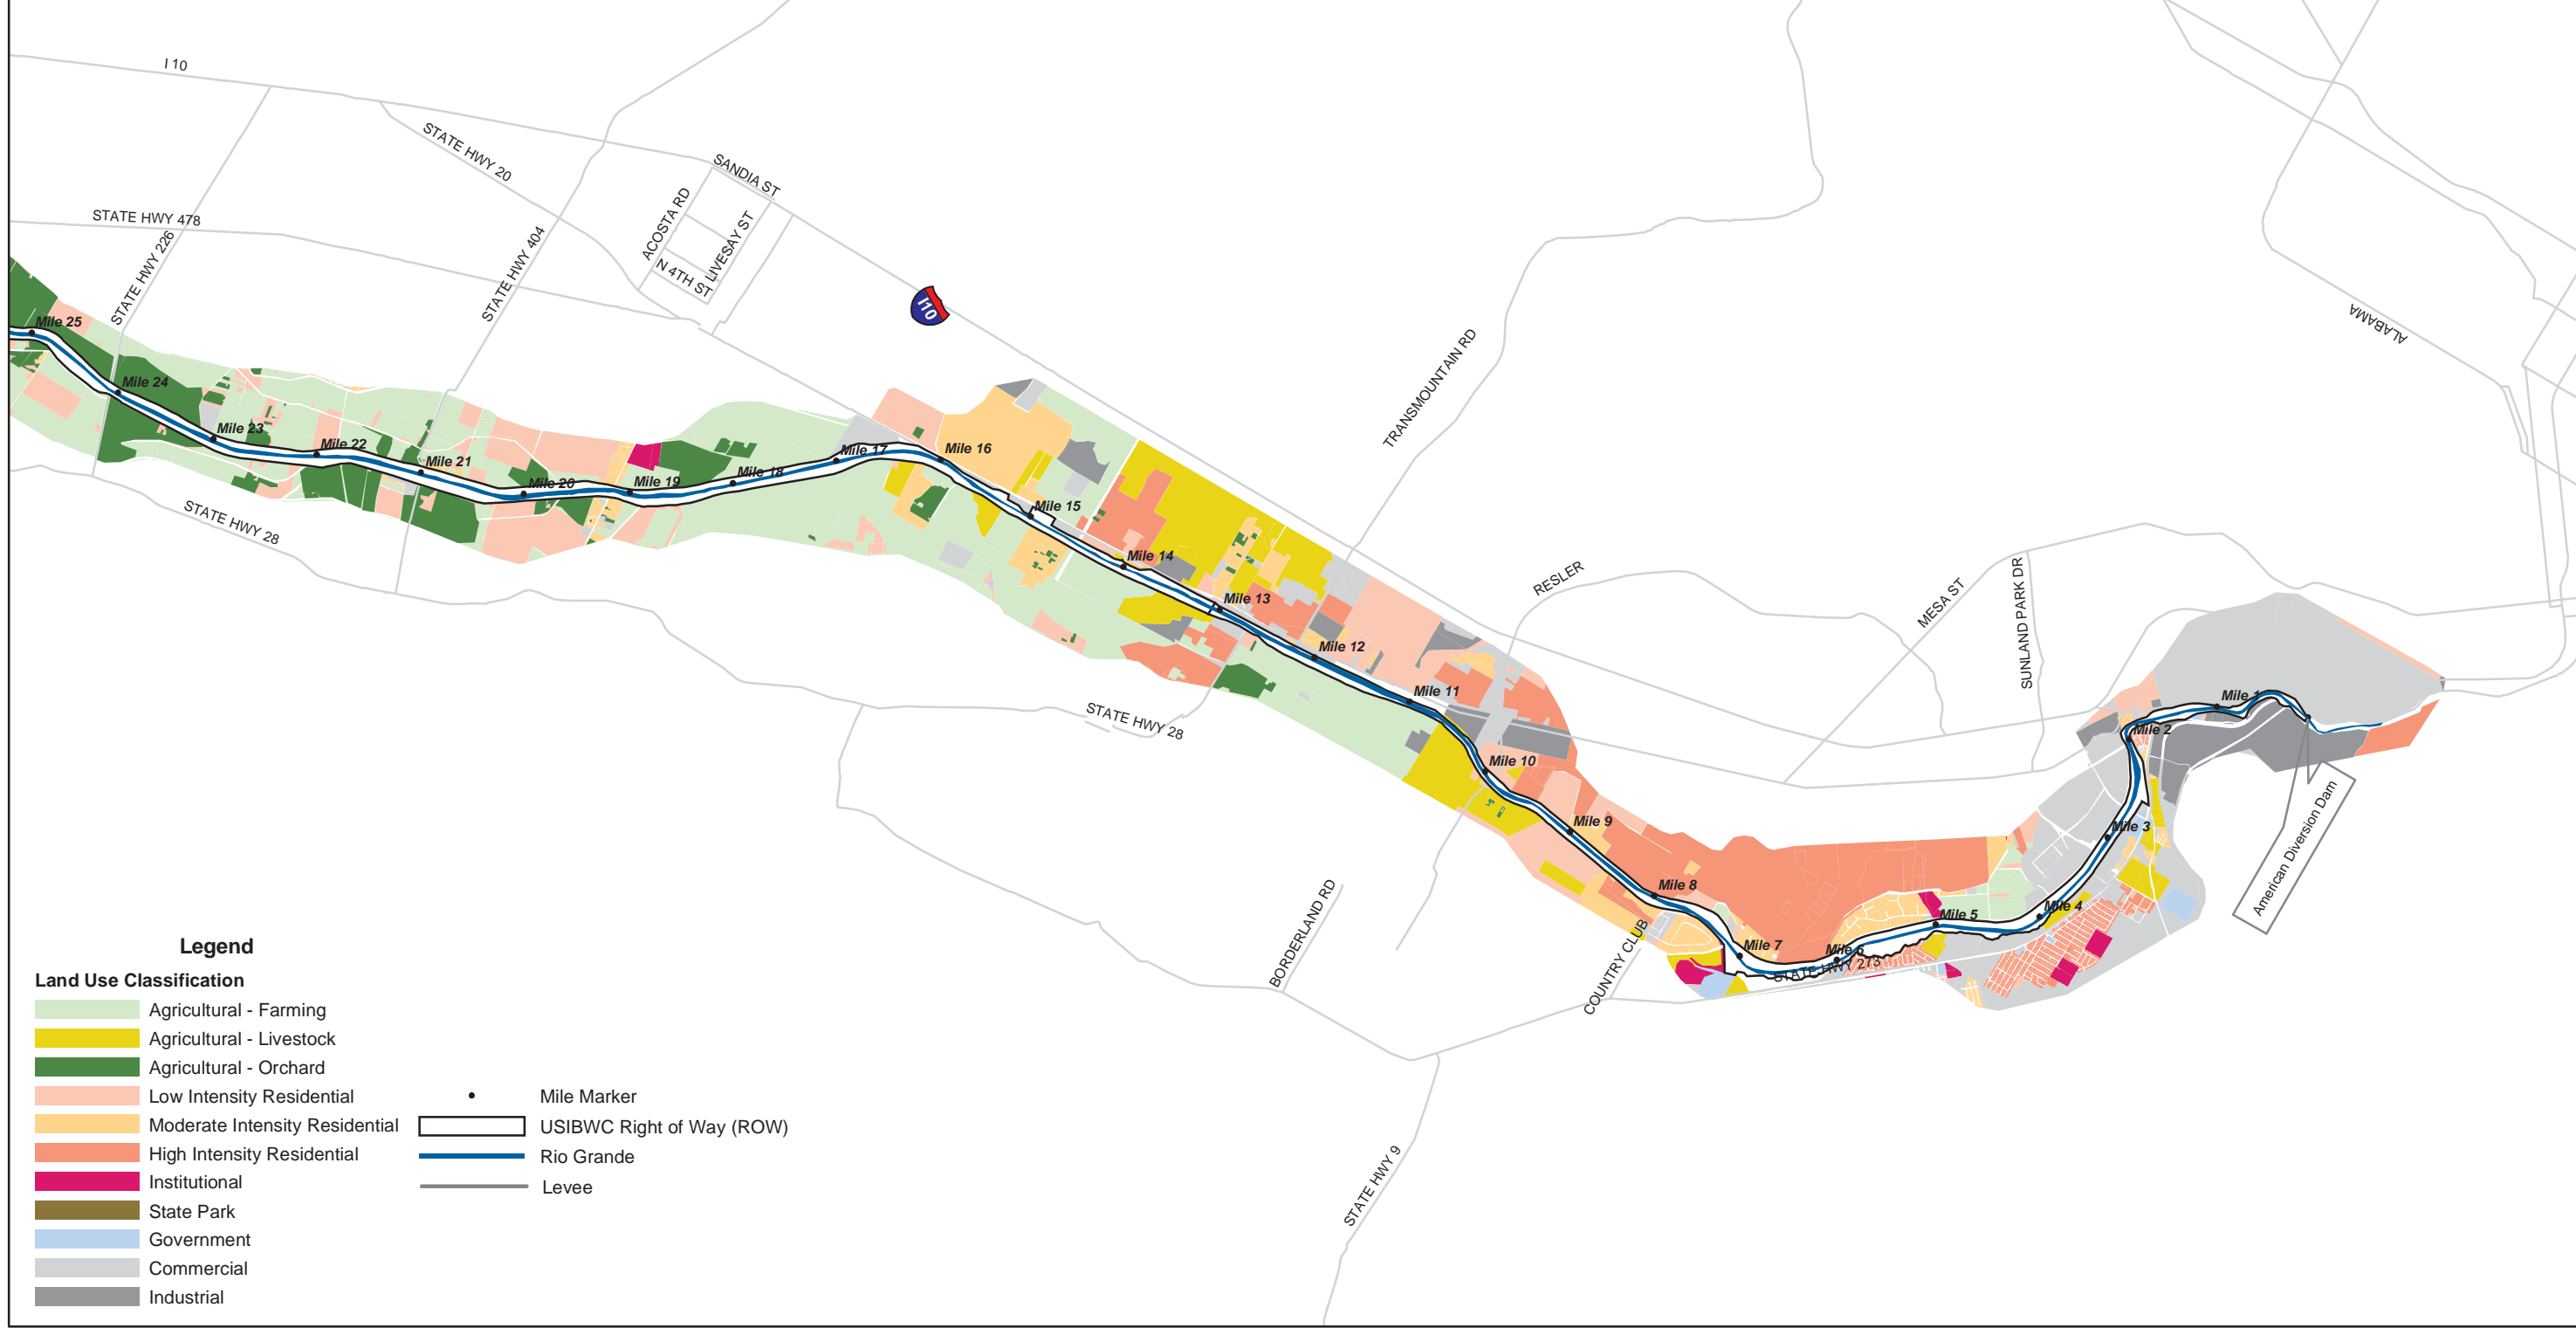 I 10
STATE HWY 20
SANDIA ST
ACOSTA RD
LIVESAY ST
N 4TH ST
STATE HWY 478
STATE HWY 226
STATE HWY 404
I10
TRANSMOUNTAIN RD
ALABAMA
RESLER
MESA ST
SUNLAND PARK DR
Mile 25
Mile 24
Mile 23
Mile 22
Mile 21
Mile 20
Mile 19
Mile 18
Mile 17
Mile 16
Mile 15
Mile 14
Mile 13
Mile 12
Mile 11
Mile 10
Mile 9
Mile 8
Mile 7
Mile 6
Mile 5
Mile 4
Mile 3
Mile 2
Mile 1
STATE HWY 28
STATE HWY 28
STATE HWY 273
American Diversion Dam
BORDERLAND RD
COUNTRY CLUB
STATE HWY 9
Legend
Land Use Classification
Agricultural - Farming
Agricultural - Livestock
Agricultural - Orchard
Low Intensity Residential
Moderate Intensity Residential
High Intensity Residential
Institutional
State Park
Government
Commercial
Industrial
Mile Marker
USIBWC Right of Way (ROW)
Rio Grande
Levee